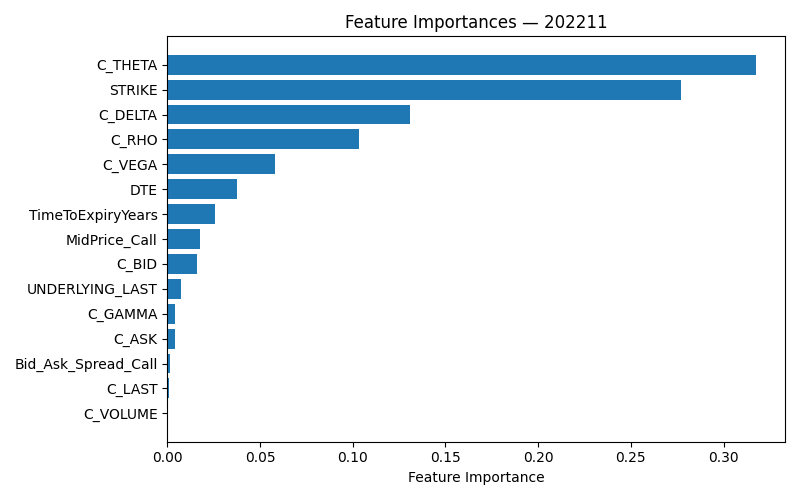 Feature Importances — 202211
C_THETA
STRIKE
C_DELTA
C_RHO
C_VEGA
DTE
TimeToExpiryYears
MidPrice_Call
C_BID
UNDERLYING_LAST
C_GAMMA
C_ASK
Bid_Ask_Spread_Call
C_LAST
C_VOLUME
0.00 0.05 0.10 0.15 0.20 0.25 0.30
Feature Importance